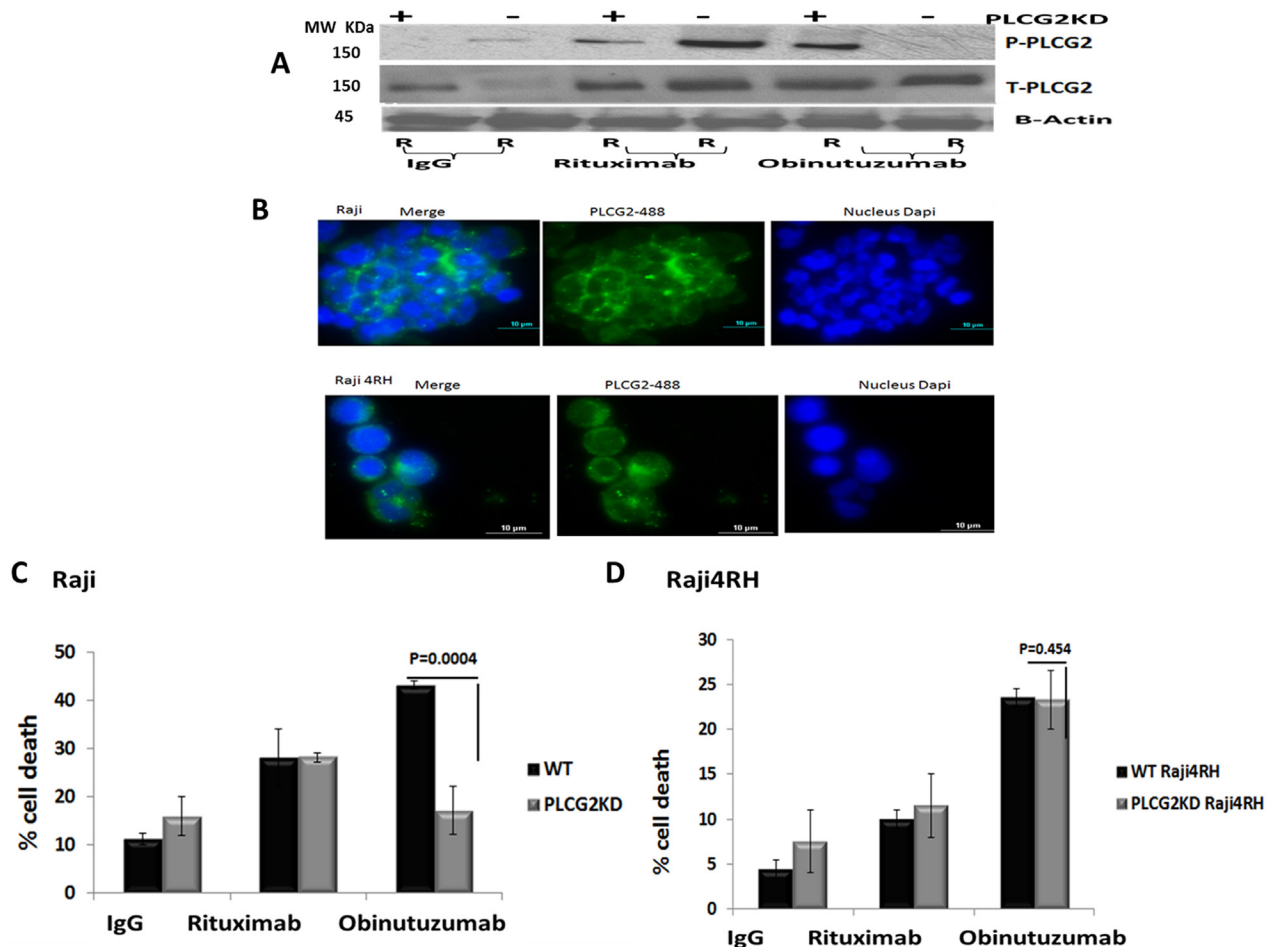 + - + - + - PLCG2KD
MW KDa
P-PLCG2
150
A
150 T-PLCG2
45 B-Actin
R R R R R R
IgG Rituximab Obinutuzumab
B
Raji Merge PLCG2-488 Nucleus Dapi
10 μm 10 μm 10 μm
Raji 4RH Merge PLCG2-488 Nucleus Dapi
10 μm 10 μm 10 μm
C Raji
50
40
30
20
10
0
% cell death
P=0.0004
WT
PLCG2KD
IgG Rituximab Obinutuzumab
D Raji4RH
30
25
20
15
10
5
0
% cell death
P=0.454
WT Raji4RH
PLCG2KD Raji4RH
IgG Rituximab Obinutuzumab